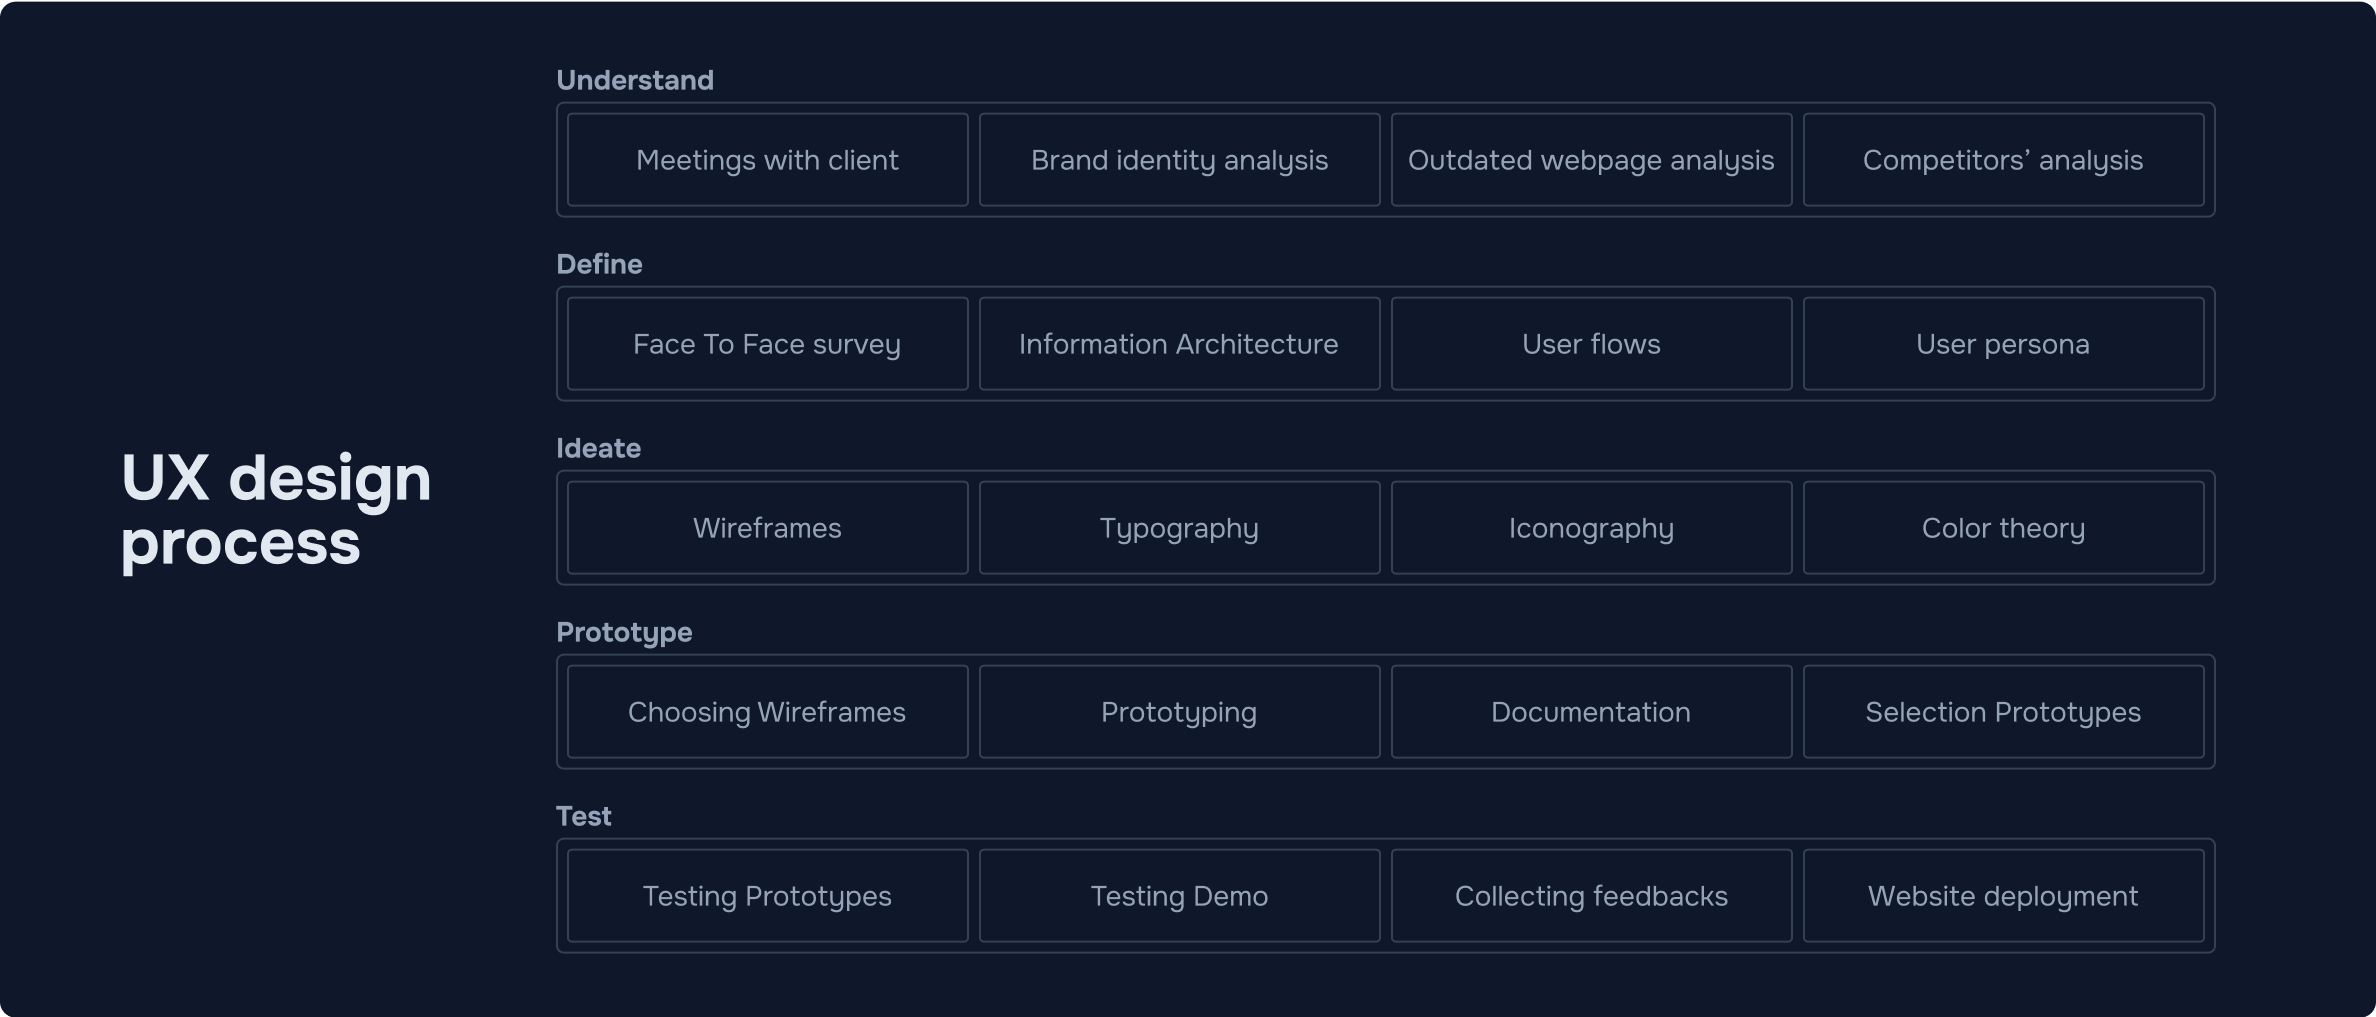 UX design
process
Understand
Meetings with client
Brand identity analysis
Outdated webpage analysis
Competitors’ analysis
Define
Face To Face survey
Information Architecture
User flows
User persona
Ideate
Wireframes
Typography
Iconography
Color theory
Prototype
Choosing Wireframes
Prototyping
Documentation
Selection Prototypes
Test
Testing Prototypes
Testing Demo
Collecting feedbacks
Website deployment